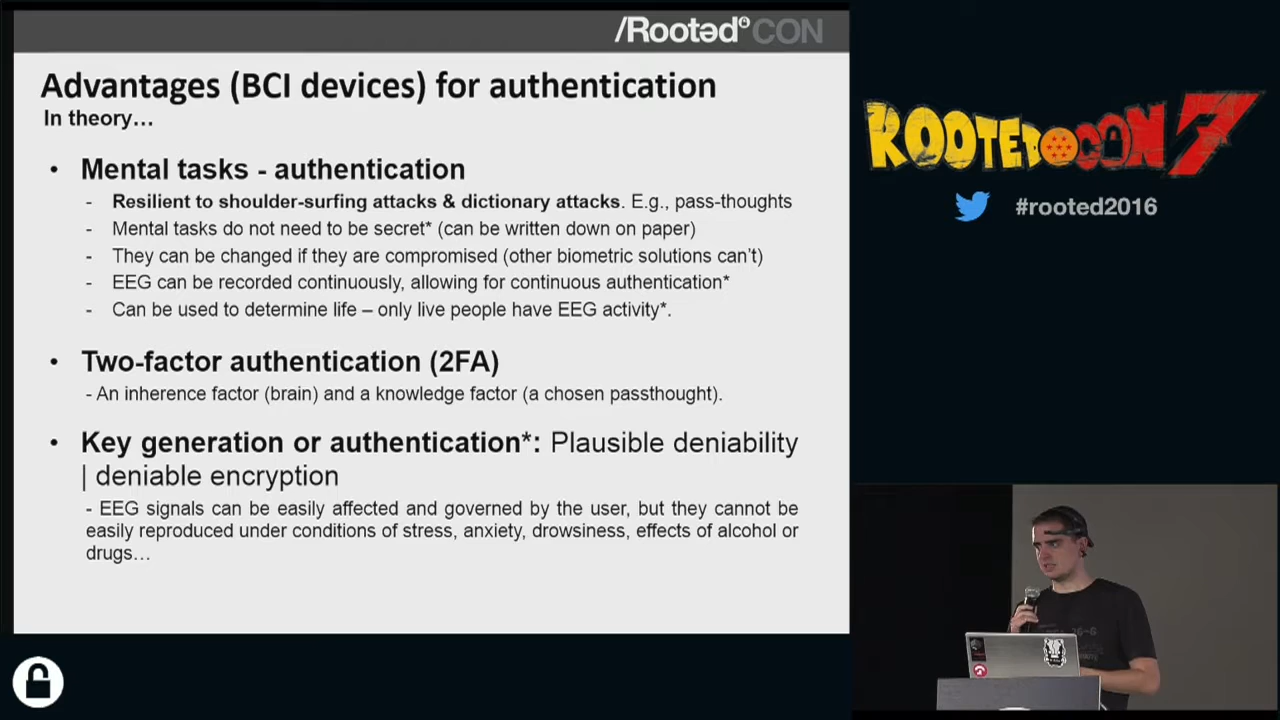 /Rootəd CON
Advantages (BCI devices) for authentication
In theory…
• Mental tasks - authentication
- Resilient to shoulder-surfing attacks & dictionary attacks. E.g., pass-thoughts
- Mental tasks do not need to be secret* (can be written down on paper)
- They can be changed if they are compromised (other biometric solutions can't)
- EEG can be recorded continuously, allowing for continuous authentication*
- Can be used to determine life – only live people have EEG activity*.
• Two-factor authentication (2FA)
- An inherence factor (brain) and a knowledge factor (a chosen passthought).
• Key generation or authentication*: Plausible deniability
| deniable encryption
- EEG signals can be easily affected and governed by the user, but they cannot be
easily reproduced under conditions of stress, anxiety, drowsiness, effects of alcohol or
drugs…
ROOTED CON 7
#rooted2016